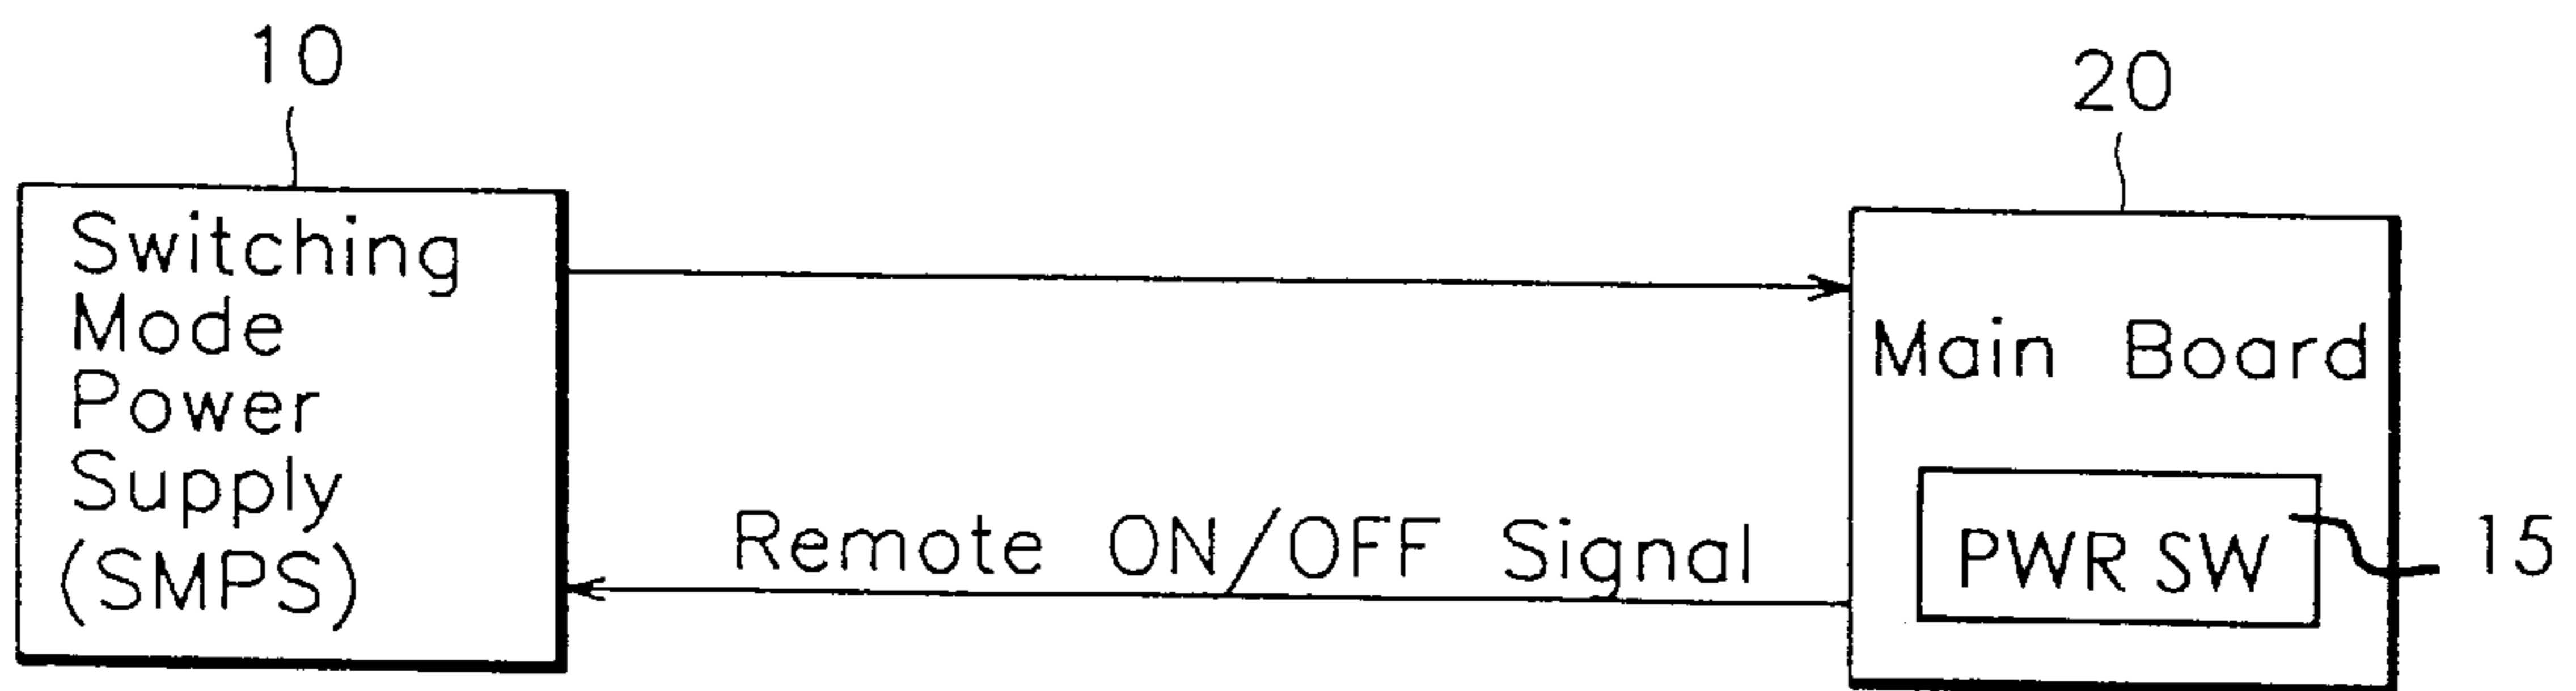 10
20
Switching
Mode
Power
Supply
(SMPS)
Main Board
Remote ON/OFF Signal
PWR SW
15